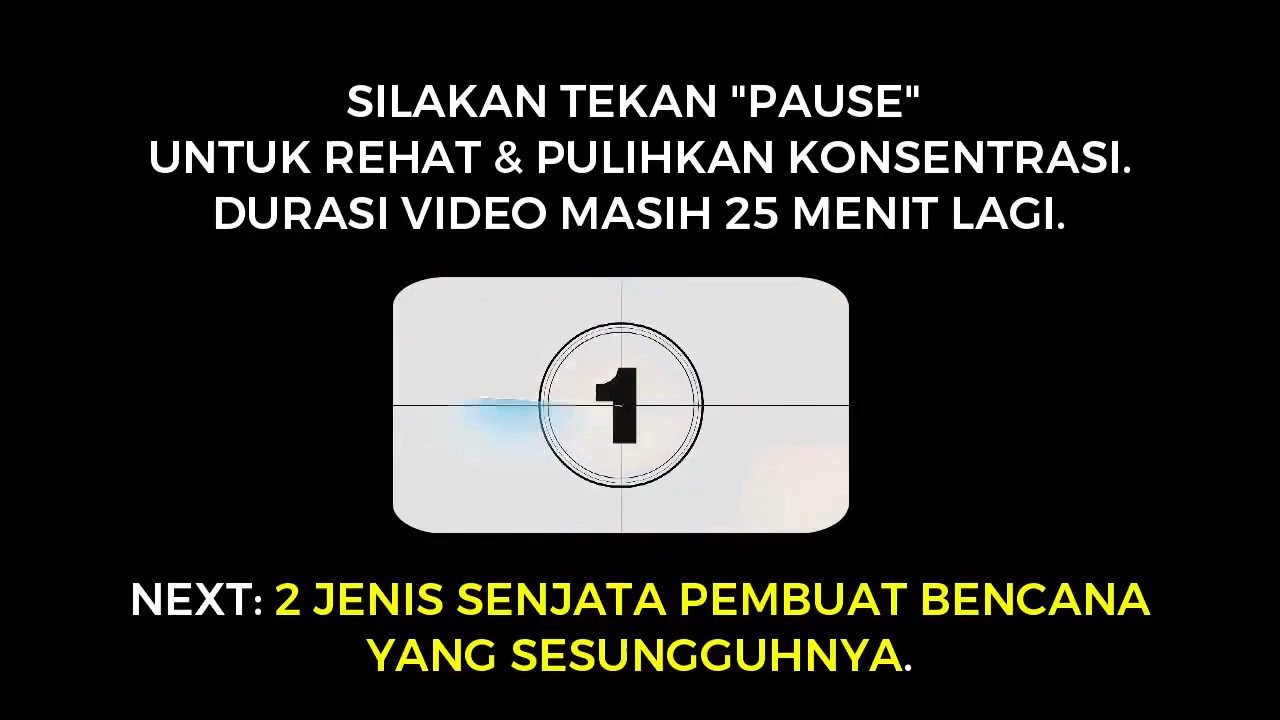 SILAKAN TEKAN "PAUSE"
UNTUK REHAT & PULIHKAN KONSENTRASI.
DURASI VIDEO MASIH 25 MENIT LAGI.
1
NEXT: 2 JENIS SENJATA PEMBUAT BENCANA
YANG SESUNGGUHNYA.